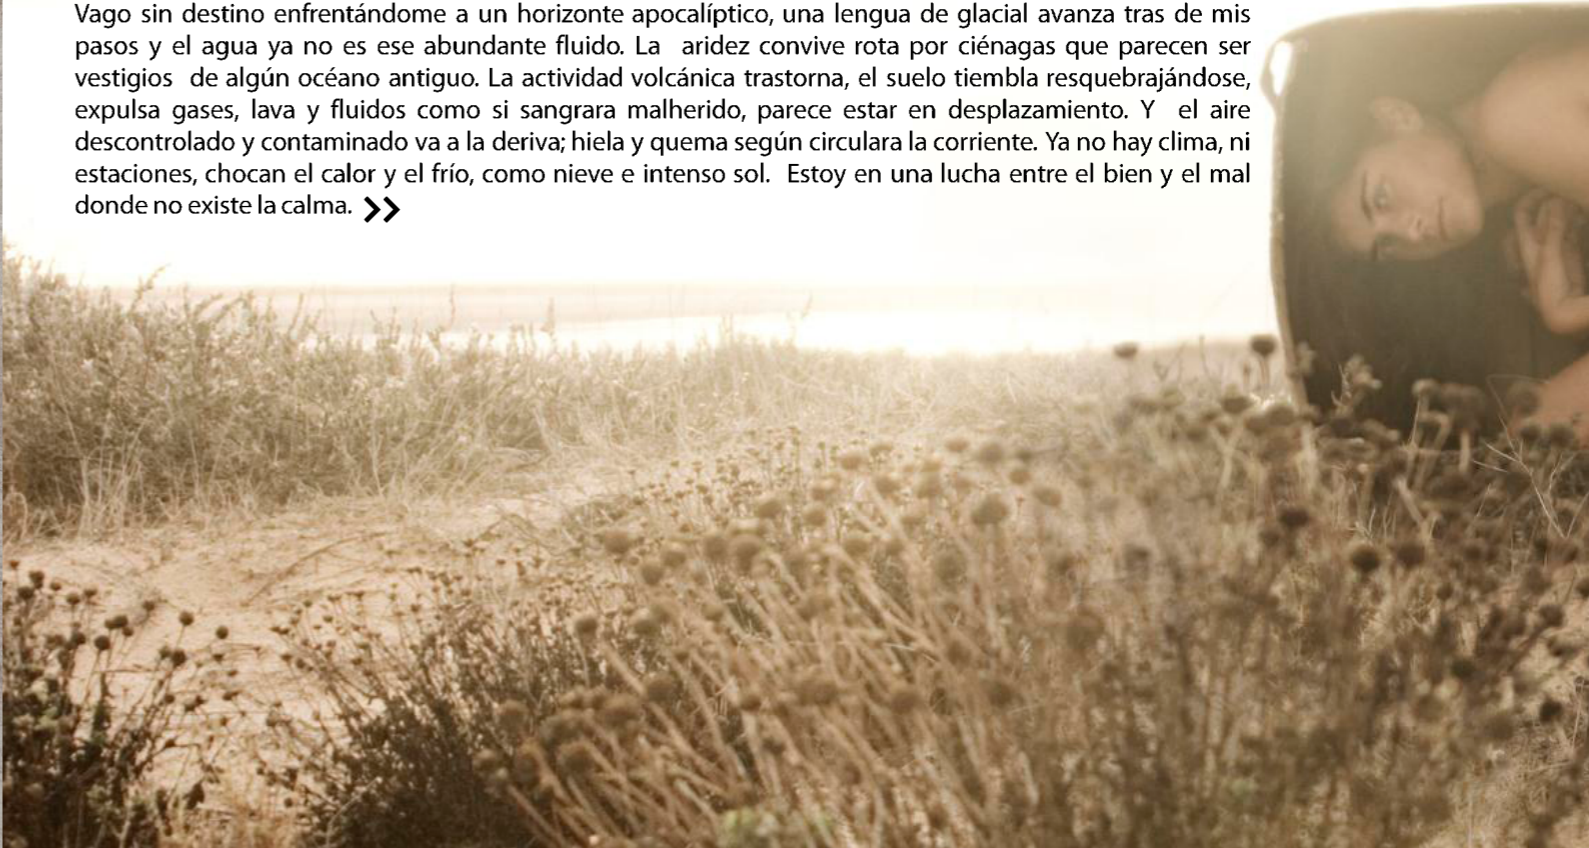 Vago sin destino enfrentándome a un horizonte apocalíptico, una lengua de glacial avanza tras de mis
pasos y el agua ya no es ese abundante fluido. La aridez convive rota por ciénagas que parecen ser
vestigios de algún océano antiguo. La actividad volcánica trastorna, el suelo tiembla resquebrajándose,
expulsa gases, lava y fluidos como si sangrara malherido, parece estar en desplazamiento. Y el aire
descontrolado y contaminado va a la deriva; hiela y quema según circulara la corriente. Ya no hay clima, ni
estaciones, chocan el calor y el frío, como nieve e intenso sol. Estoy en una lucha entre el bien y el mal
donde no existe la calma. >>